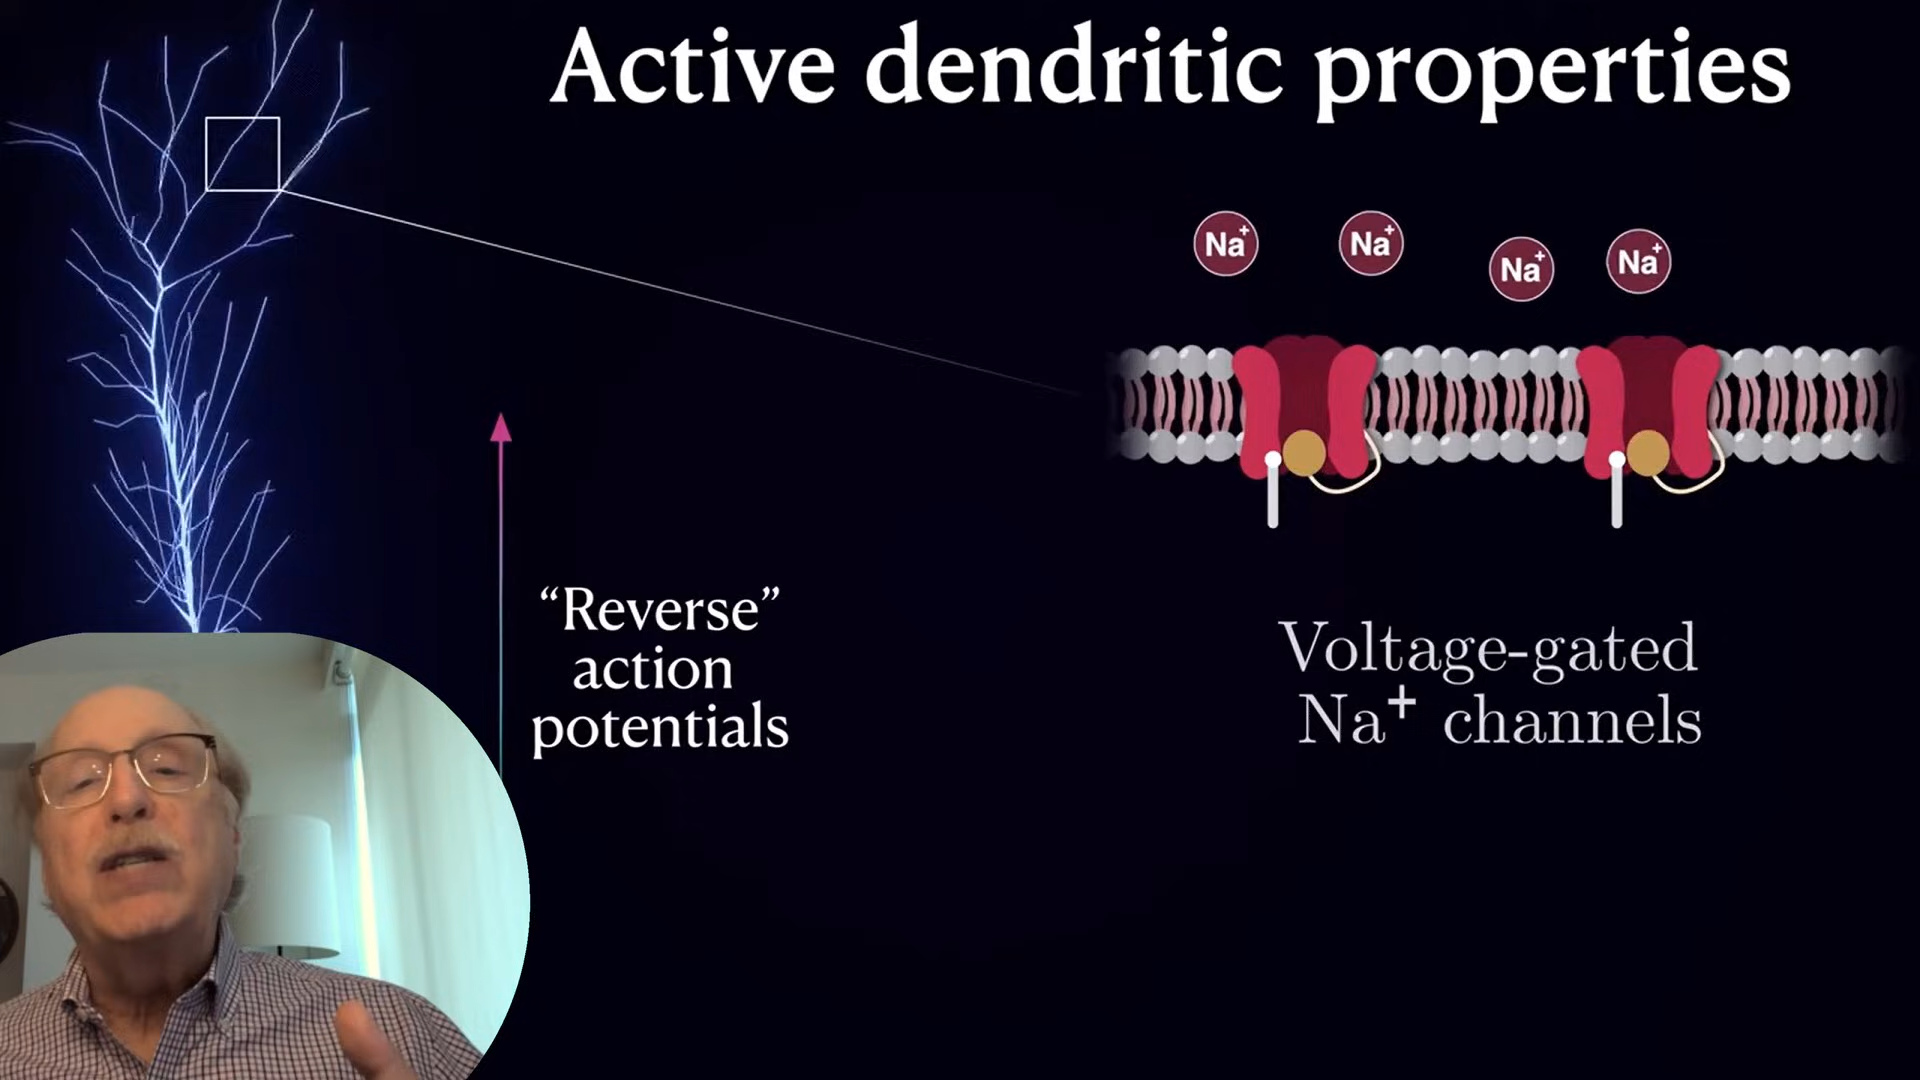 Active dendritic properties
Na+
Na+
Na+
Na+
“Reverse”
action
potentials
Voltage-gated
Na+ channels